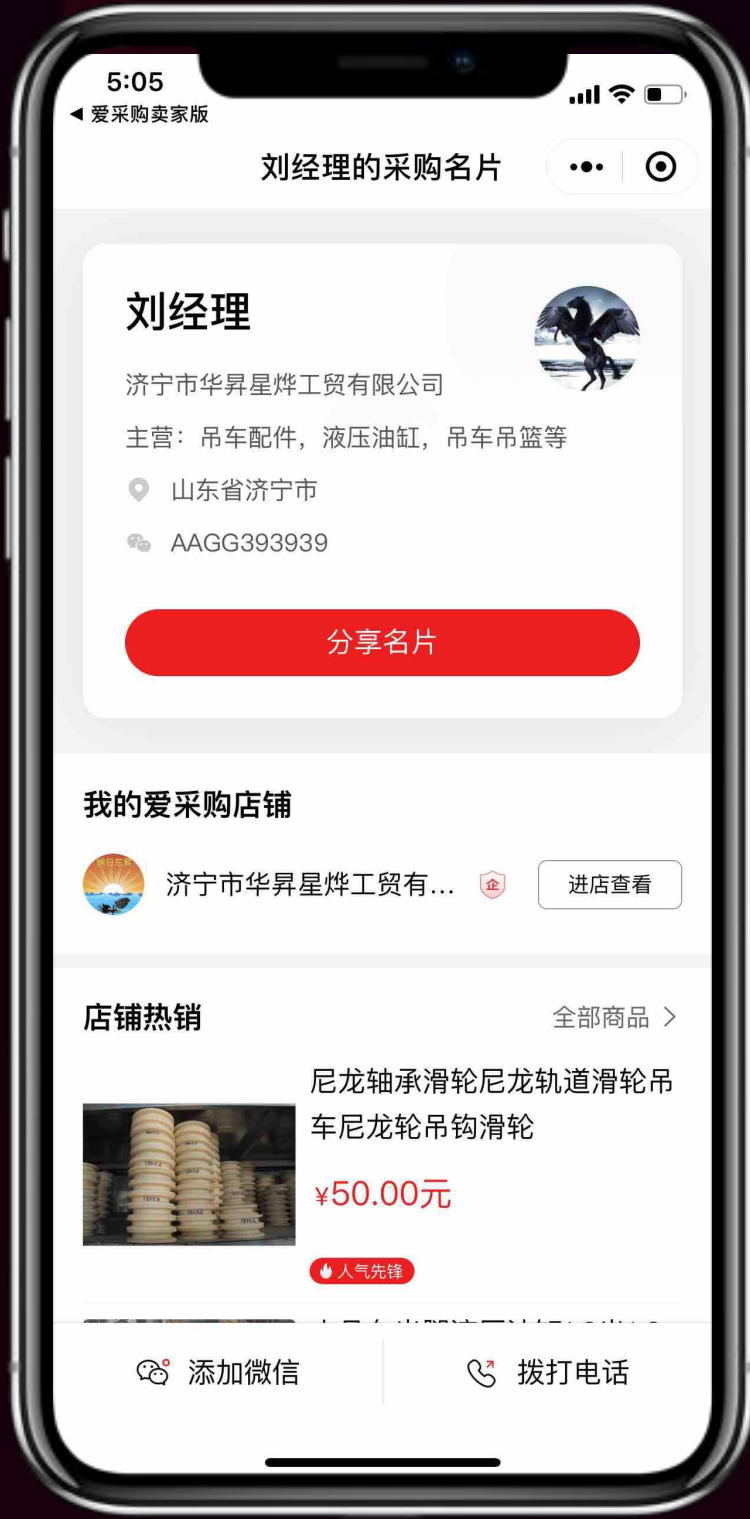 5:05
爱采购卖家版
刘经理的采购名片
刘经理
济宁市华昇星烨工贸有限公司
主营：吊车配件，液压油缸，吊车吊篮等
山东省济宁市
AAGG393939
分享名片
我的爱采购店铺
旭日东昇
济宁市华昇星烨工贸有...
企
进店查看
店铺热销
全部商品
尼龙轴承滑轮尼龙轨道滑轮吊
车尼龙轮吊钩滑轮
¥50.00元
人气先锋
添加微信
拨打电话